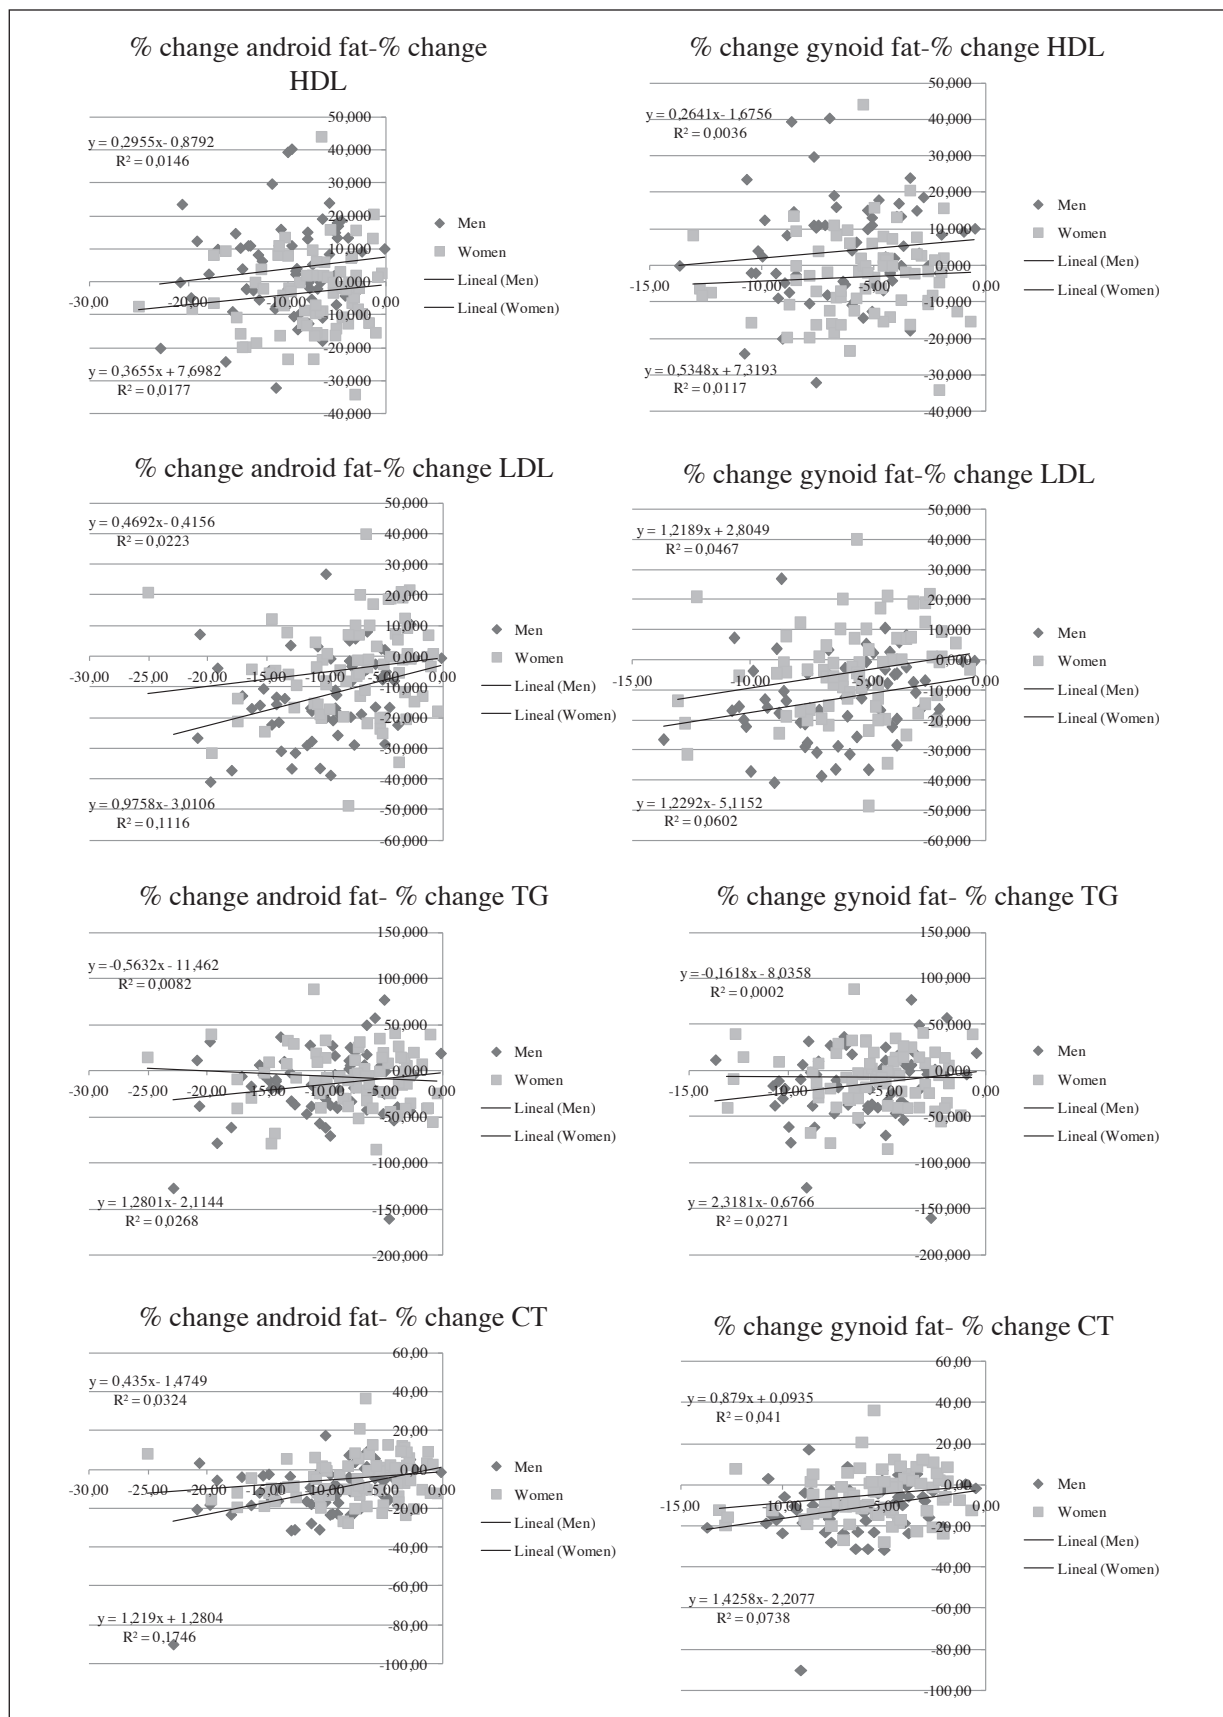 % change android fat-% change
HDL
50,000
y = 0,2955x- 0,8792
40,000
R² = 0,0146
30,000
20,000
10,000
0,000
-30,00
-20,00
-10,00
0,00
-10,000
-20,000
y = 0,3655x + 7,6982
-30,000
R² = 0,0177
-40,000
Men
Women
Lineal (Men)
Lineal (Women)
% change gynoid fat-% change HDL
50,000
y = 0,2641x- 1,6756
40,000
R² = 0,0036
30,000
20,000
10,000
0,000
-15,00
-10,00
-5,00
0,00
-10,000
-20,000
y = 0,5348x + 7,3193
-30,000
R² = 0,0117
-40,000
Men
Women
Lineal (Men)
Lineal (Women)
% change android fat-% change LDL
50,000
y = 0,4692x- 0,4156
40,000
R² = 0,0223
30,000
20,000
10,000
0,000
-30,00
-25,00
-20,00
-15,00
-10,00
-5,00
0,00
-10,000
-20,000
-30,000
-40,000
y = 0,9758x- 3,0106
-50,000
R² = 0,1116
-60,000
Men
Women
Lineal (Men)
Lineal (Women)
% change gynoid fat-% change LDL
50,000
y = 1,2189x + 2,8049
40,000
R² = 0,0467
30,000
20,000
10,000
0,000
-15,00
-10,00
-5,00
0,00
-10,000
-20,000
-30,000
-40,000
y = 1,2292x- 5,1152
-50,000
R² = 0,0602
-60,000
Men
Women
Lineal (Men)
Lineal (Women)
% change android fat- % change TG
150,000
y =-0,5632x - 11,462
100,000
R² = 0,0082
50,000
0,000
-30,00
-25,00
-20,00
-15,00
-10,00
-5,00
0,00
-50,000
-100,000
y = 1,2801x- 2,1144
-150,000
R² = 0,0268
-200,000
Men
Women
Lineal (Men)
Lineal (Women)
% change gynoid fat- % change TG
150,000
y =-0,1618x - 8,0358
100,000
R² = 0,0002
50,000
0,000
-15,00
-10,00
-5,00
0,00
-50,000
-100,000
y = 2,3181x- 0,6766
-150,000
R² = 0,0271
-200,000
Men
Women
Lineal (Men)
Lineal (Women)
% change android fat- % change CT
60,00
y = 0,435x- 1,4749
40,00
R² = 0,0324
20,00
0,00
-30,00
-25,00
-20,00
-15,00
-10,00
-5,00
0,00
-20,00
-40,00
-60,00
y = 1,219x + 1,2804
-80,00
R² = 0,1746
-100,00
Men
Women
Lineal (Men)
Lineal (Women)
% change gynoid fat- % change CT
60,00
y = 0,879x + 0,0935
40,00
R² = 0,041
20,00
0,00
-15,00
-10,00
-5,00
0,00
-20,00
-40,00
y = 1,4258x- 2,2077
-60,00
R² = 0,0738
-80,00
-100,00
Men
Women
Lineal (Men)
Lineal (Women)